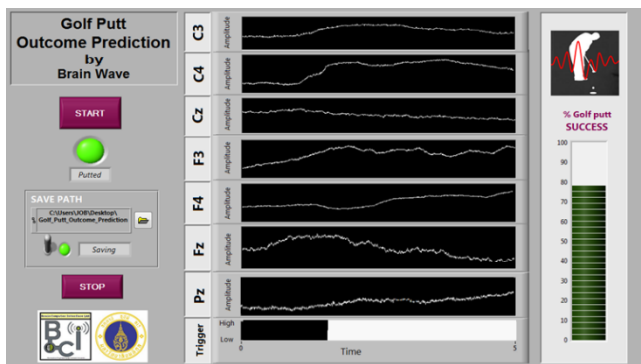 Golf Putt
Outcome Prediction
by
Brain Wave
START
Putted
SAVE PATH
C:\Users\JOB\Desktop\
Golf_Putt_Outcome_Prediction
Saving
STOP
BCi
C3
Amplitude
C4
Amplitude
Cz
Amplitude
F3
Amplitude
F4
Amplitude
Fz
Amplitude
Pz
Amplitude
Trigger
High
Low
0
Time
5
% Golf putt
SUCCESS
100
90
80
70
60
50
40
30
20
10
0